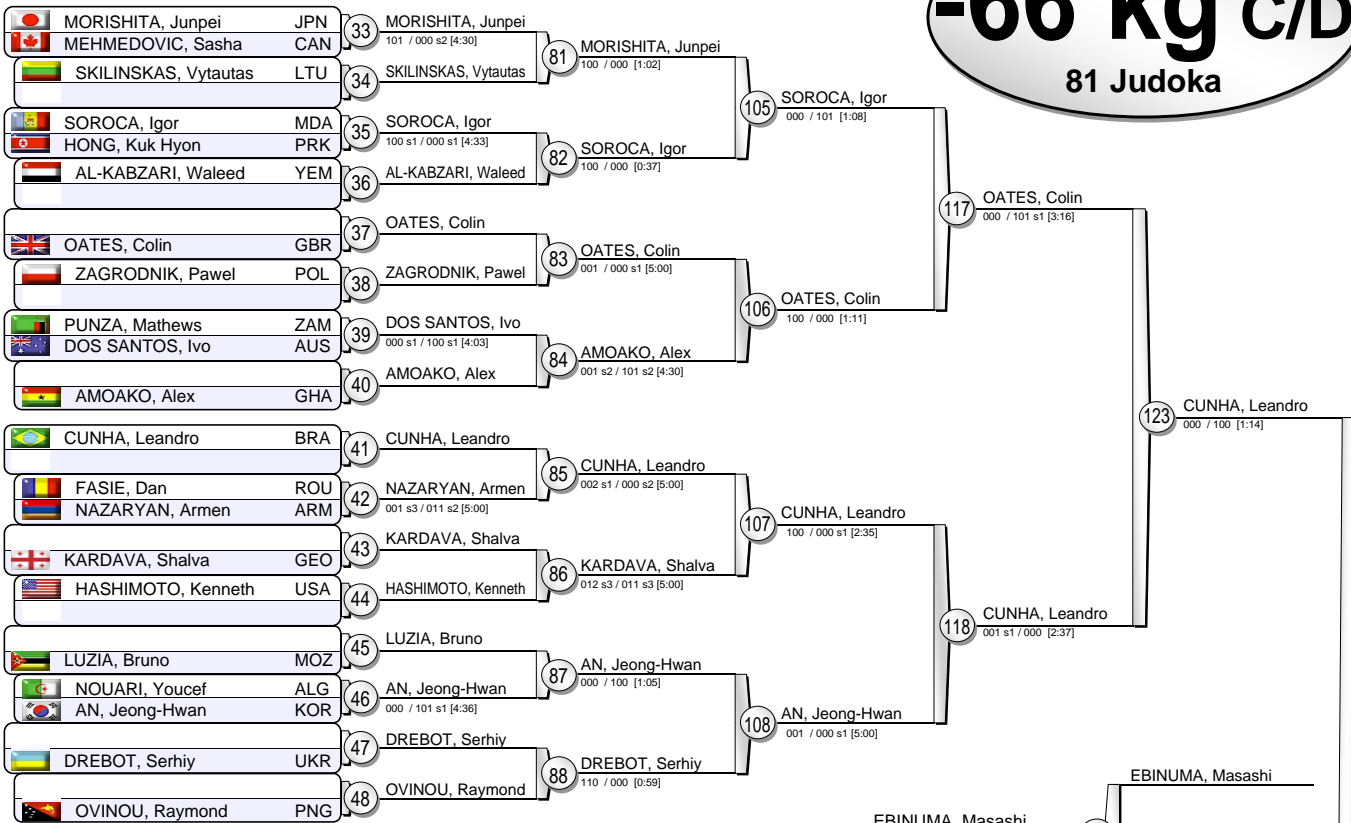 -66 kg C/D
81 Judoka
MORISHITA, Junpei JPN
MEHMEDOVIC, Sasha CAN
SKILINSKAS, Vytautas LTU
SOROCA, Igor MDA
HONG, Kuk Hyon PRK
AL-KABZARI, Waleed YEM
OATES, Colin GBR
ZAGRODNIK, Pawel POL
PUNZA, Mathews ZAM
DOS SANTOS, Ivo AUS
AMOAKO, Alex GHA
CUNHA, Leandro BRA
FASIE, Dan ROU
NAZARYAN, Armen ARM
KARDAVA, Shalva GEO
HASHIMOTO, Kenneth USA
LUZIA, Bruno MOZ
NOUARI, Youcef ALG
AN, Jeong-Hwan KOR
DREBOT, Serhiy UKR
OVINOU, Raymond PNG
33 MORISHITA, Junpei
101 / 000 s2 [4:30]
34 SKILINSKAS, Vytautas
35 SOROCA, Igor
100 s1 / 000 s1 [4:33]
36 AL-KABZARI, Waleed
37 OATES, Colin
38 ZAGRODNIK, Pawel
39 DOS SANTOS, Ivo
000 s1 / 100 s1 [4:03]
40 AMOAKO, Alex
41 CUNHA, Leandro
42 NAZARYAN, Armen
001 s3 / 011 s2 [5:00]
43 KARDAVA, Shalva
44 HASHIMOTO, Kenneth
45 LUZIA, Bruno
46 AN, Jeong-Hwan
000 / 101 s1 [4:36]
47 DREBOT, Serhiy
48 OVINOU, Raymond
81 MORISHITA, Junpei
100 / 000 [1:02]
82 SOROCA, Igor
100 / 000 [0:37]
83 OATES, Colin
001 / 000 s1 [5:00]
84 AMOAKO, Alex
001 s2 / 101 s2 [4:30]
85 CUNHA, Leandro
002 s1 / 000 s2 [5:00]
86 KARDAVA, Shalva
012 s3 / 011 s3 [5:00]
87 AN, Jeong-Hwan
000 / 100 [1:05]
88 DREBOT, Serhiy
110 / 000 [0:59]
105 SOROCA, Igor
000 / 101 [1:08]
106 OATES, Colin
100 / 000 [1:11]
107 CUNHA, Leandro
100 / 000 s1 [2:35]
108 AN, Jeong-Hwan
001 / 000 s1 [5:00]
117 OATES, Colin
000 / 101 s1 [3:16]
118 CUNHA, Leandro
001 s1 / 000 [2:37]
123 CUNHA, Leandro
000 / 100 [1:14]
EBINUMA, Masashi
EBINUMA, Masashi